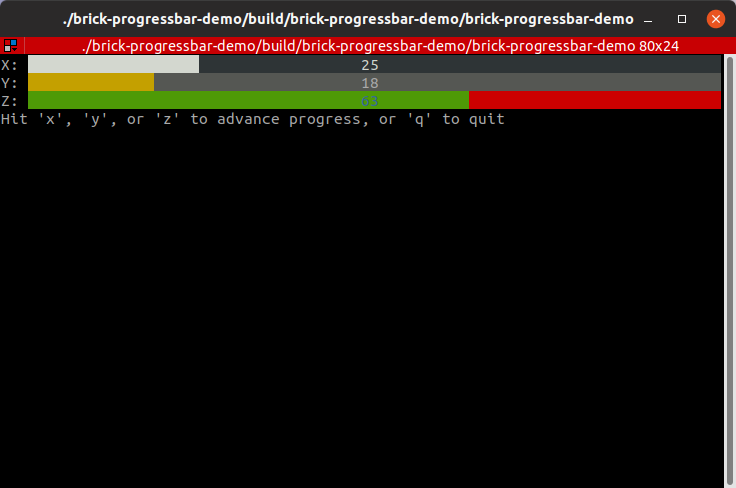 ./brick-progressbar-demo/build/brick-progressbar-demo/brick-progressbar-demo
./brick-progressbar-demo/build/brick-progressbar-demo/brick-progressbar-demo 80x24
X: 25
Y: 18
Z: 63
Hit 'x', 'y', or 'z' to advance progress, or 'q' to quit